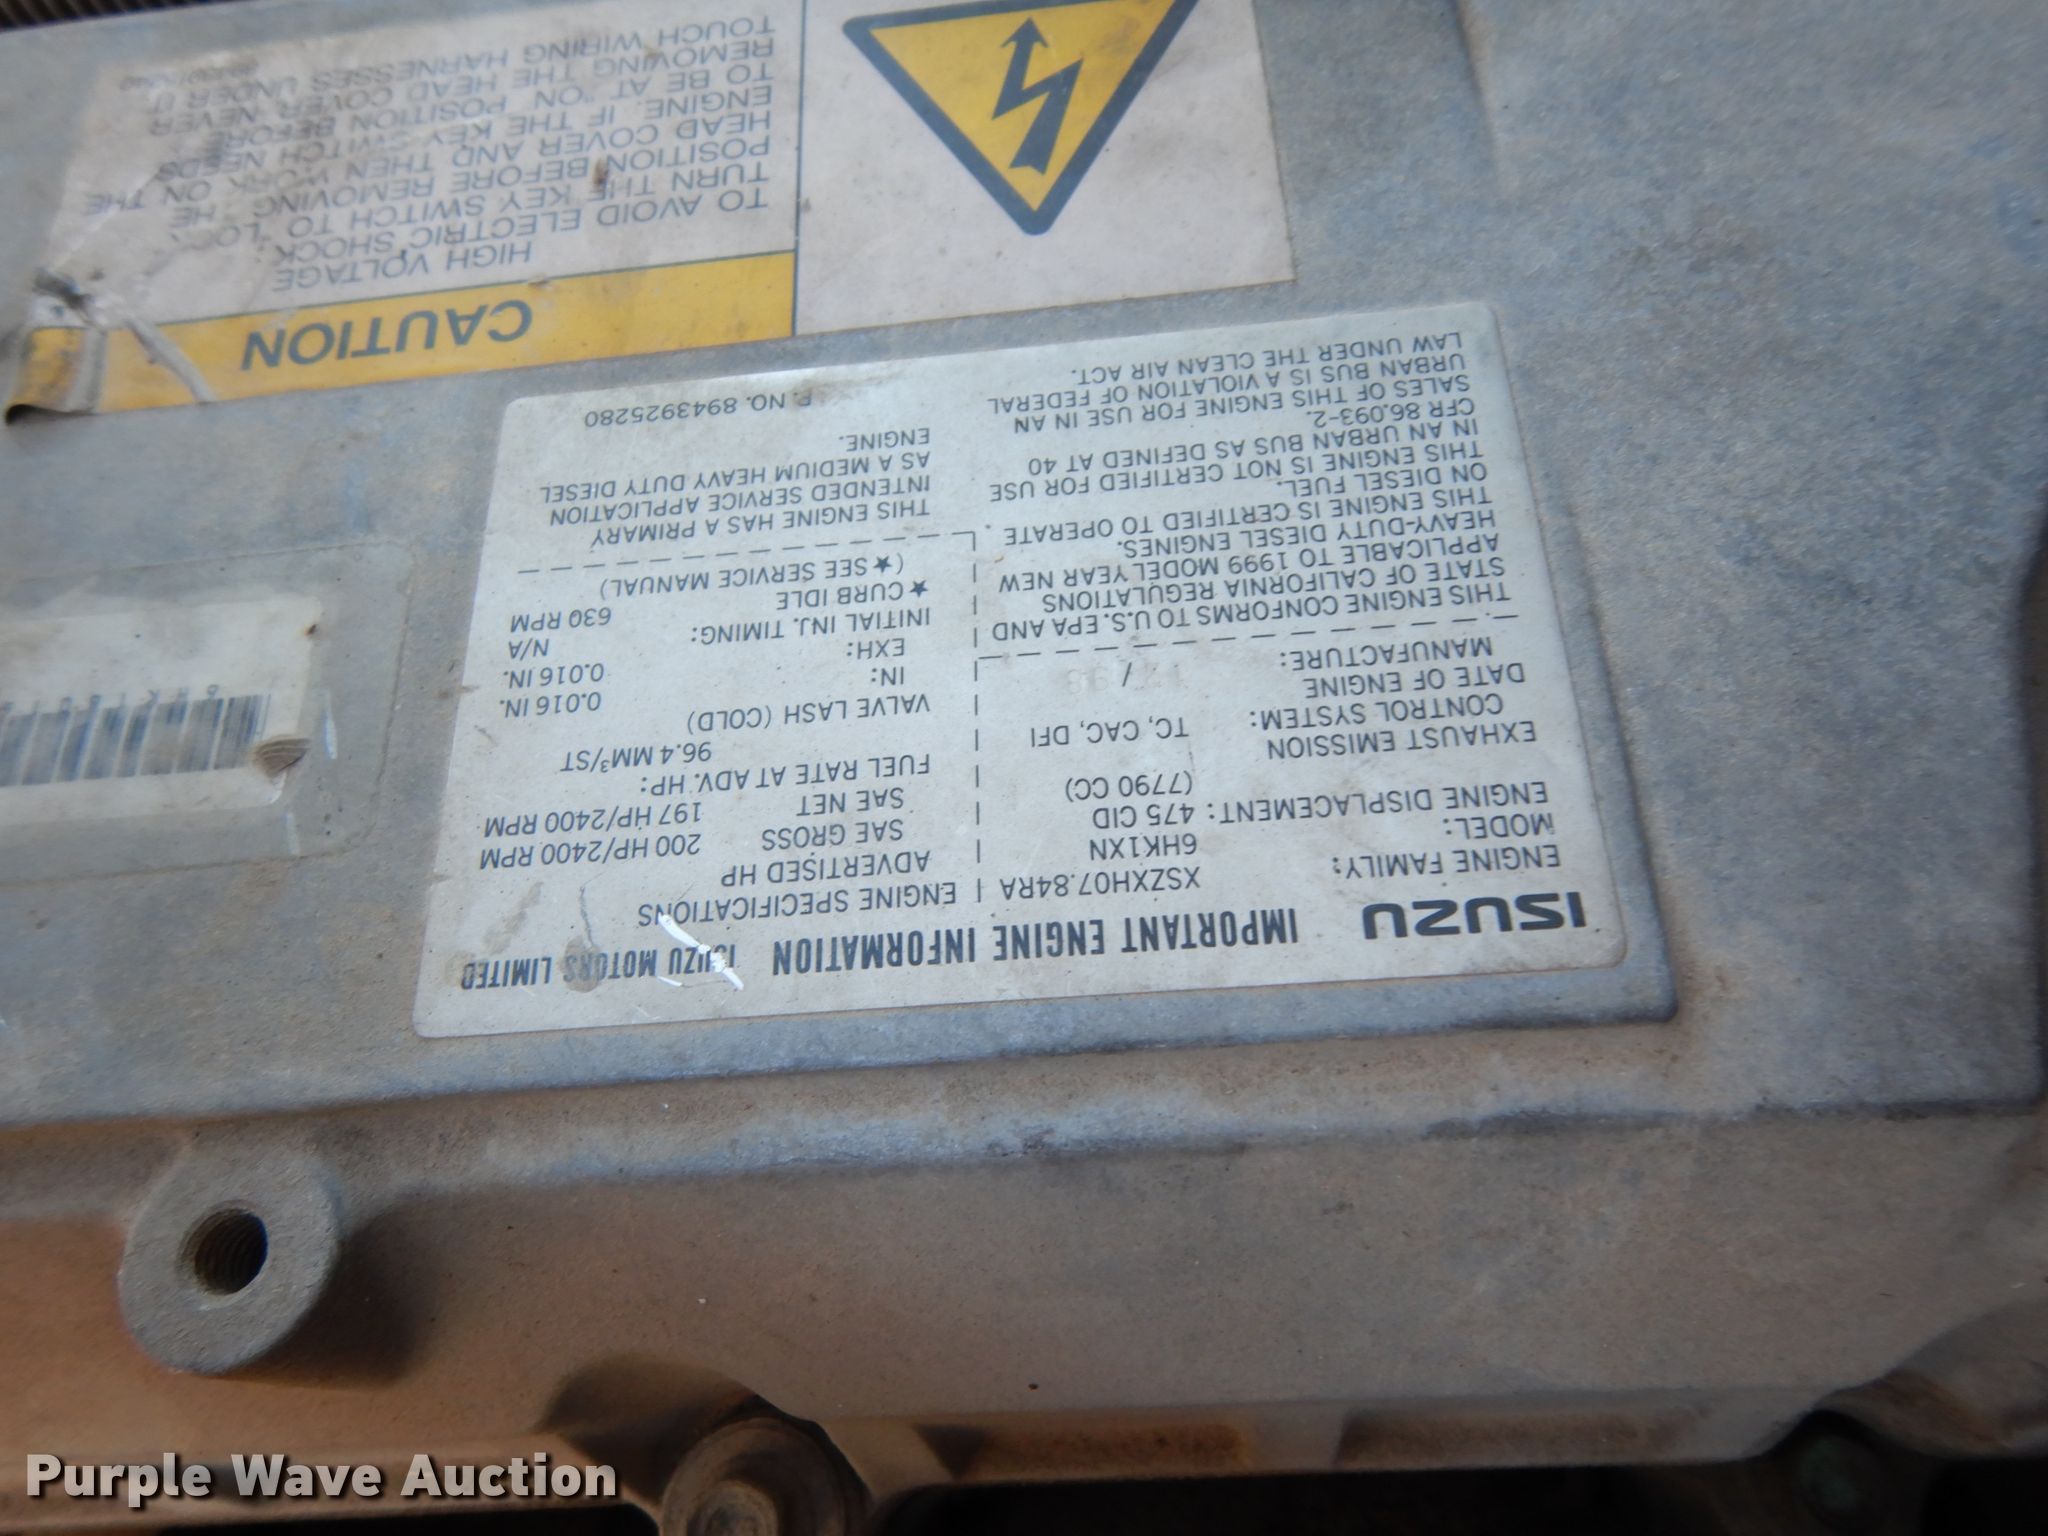 ISUZU IMPORTANT ENGINE INFORMATION ISUZU MOTORS LIMITED
ENGINE FAMILY: XSZXH07.84RA
MODEL: 6HK1XN
ENGINE DISPLACEMENT: 475 CID
(7790 CC)
EXHAUST EMISSION
CONTROL SYSTEM: TC, CAC, DFI
DATE OF ENGINE
MANUFACTURE: / 98
THIS ENGINE CONFORMS TO U.S. EPA AND
STATE OF CALIFORNIA REGULATIONS
APPLICABLE TO 1999 MODEL YEAR NEW
HEAVY-DUTY DIESEL ENGINES.
THIS ENGINE IS CERTIFIED TO OPERATE
ON DIESEL FUEL.
THIS ENGINE IS NOT CERTIFIED FOR USE
IN AN URBAN BUS AS DEFINED AT 40
CFR 86.093-2.
SALES OF THIS ENGINE FOR USE IN AN
URBAN BUS IS A VIOLATION OF FEDERAL
LAW UNDER THE CLEAN AIR ACT.
ENGINE SPECIFICATIONS
ADVERTISED HP
SAE GROSS 200 HP/2400 RPM
SAE NET 197 HP/2400 RPM
FUEL RATE AT ADV. HP:
96.4 MM³/ST
VALVE LASH (COLD)
IN: 0.016 IN.
EXH: 0.016 IN.
INITIAL INJ. TIMING: N/A
★CURB IDLE 630 RPM
(★SEE SERVICE MANUAL)
THIS ENGINE HAS A PRIMARY
INTENDED SERVICE APPLICATION
AS A MEDIUM HEAVY DUTY DIESEL
ENGINE.
P. NO. 8943925280
CAUTION
HIGH VOLTAGE
TO AVOID ELECTRIC SHOCK:
TURN THE KEY SWITCH TO "LOCK"
POSITION BEFORE REMOVING THE
HEAD COVER AND THEN WORK ON THE
ENGINE. IF THE KEY SWITCH NEEDS
TO BE AT "ON" POSITION BEFORE
REMOVING THE HEAD COVER, NEVER
TOUCH WIRING HARNESSES UNDER IT
Purple Wave Auction